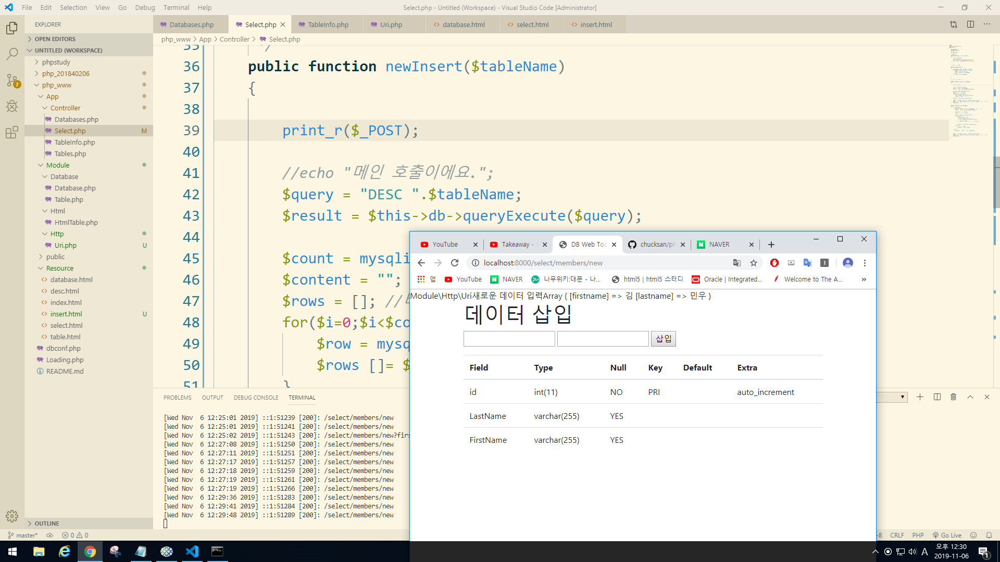 File Edit Selection View Go Debug Terminal Help
Select.php - Untitled (Workspace) - Visual Studio Code [Administrator]
EXPLORER
OPEN EDITORS
UNTITLED (WORKSPACE)
phpstudy
php_201840206
php_www
App
Controller
Databases.php
Select.php M
TableInfo.php
Tables.php
Module
Database
Database.php
Table.php
Html
HtmlTable.php
Http
Uri.php U
public
Resource
database.html
desc.html
index.html
insert.html U
select.html
table.html
dbconf.php
Loading.php
README.md
OUTLINE
7
Databases.php Select.php TableInfo.php Uri.php database.html select.html insert.html
php_www > App > Controller > Select.php
35 */
36 public function newInsert($tableName)
37 {
38
39 print_r($_POST);
40
41 //echo "메인 호출이에요.";
42 $query = "DESC ".$tableName;
43 $result = $this->db->queryExecute($query);
44
45 $count = mysqli
46 $content = "";
47 $rows = []; //
48 for($i=0;$i<$co
49 $row = mysq
50 $rows []= $
51 }
PROBLEMS OUTPUT DEBUG CONSOLE TERMINAL
[Wed Nov 6 12:25:01 2019] ::1:51239 [200]: /select/members/new
[Wed Nov 6 12:25:01 2019] ::1:51241 [200]: /select/members/new
[Wed Nov 6 12:25:02 2019] ::1:51243 [200]: /select/members/new?firs
[Wed Nov 6 12:27:08 2019] ::1:51250 [200]: /select/members/new
[Wed Nov 6 12:27:11 2019] ::1:51251 [200]: /select/members/new
[Wed Nov 6 12:27:17 2019] ::1:51257 [200]: /select/members/new
[Wed Nov 6 12:27:18 2019] ::1:51259 [200]: /select/members/new
[Wed Nov 6 12:27:19 2019] ::1:51261 [200]: /select/members/new
[Wed Nov 6 12:27:19 2019] ::1:51266 [200]: /select/members/new
[Wed Nov 6 12:29:36 2019] ::1:51283 [200]: /select/members/new
[Wed Nov 6 12:29:41 2019] ::1:51284 [200]: /select/members/new
[Wed Nov 6 12:29:48 2019] ::1:51289 [200]: /select/members/new
YouTube Takeaway - DB Web Too chucksan/ph NAVER
localhost:8000/select/members/new
앱 YouTube NAVER 나무위키:대문 - 나... html5 | html5 스터디 Oracle | Integrated... Welcome to The A... »
Module\Http\Uri새로운 데이터 입력Array ( [firstname] => 김 [lastname] => 민우 )
데이터 삽입
삽입
Field Type Null Key Default Extra
id int(11) NO PRI auto_increment
LastName varchar(255) YES
FirstName varchar(255) YES
master* 0 0 -8 CRLF PHP Go Live
A 오후 12:30
2019-11-06
1